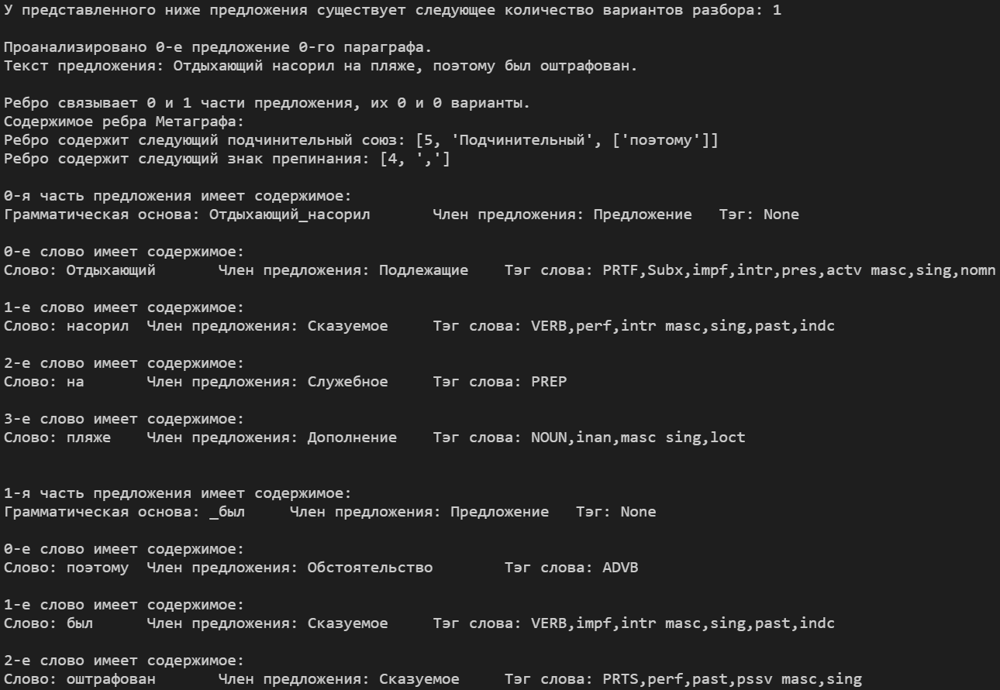 У представленного ниже предложения существует следующее количество вариантов разбора: 1
Проанализировано 0-е предложение 0-го параграфа.
Текст предложения: Отдыхающий насорил на пляже, поэтому был оштрафован.
Ребро связывает 0 и 1 части предложения, их 0 и 0 варианты.
Содержимое ребра Метаграфа:
Ребро содержит следующий подчинительный союз: [5, 'Подчинительный', ['поэтому']]
Ребро содержит следующий знак препинания: [4, ',']
0-я часть предложения имеет содержимое:
Грамматическая основа: Отдыхающий_насорил Член предложения: Предложение Тэг: None
0-е слово имеет содержимое:
Слово: Отдыхающий Член предложения: Подлежащие Тэг слова: PRTF,Subx,impf,intr,pres,actv masc,sing,nomn
1-е слово имеет содержимое:
Слово: насорил Член предложения: Сказуемое Тэг слова: VERB,perf,intr masc,sing,past,indc
2-е слово имеет содержимое:
Слово: на Член предложения: Служебное Тэг слова: PREP
3-е слово имеет содержимое:
Слово: пляже Член предложения: Дополнение Тэг слова: NOUN,inan,masc sing,loct
1-я часть предложения имеет содержимое:
Грамматическая основа: _был Член предложения: Предложение Тэг: None
0-е слово имеет содержимое:
Слово: поэтому Член предложения: Обстоятельство Тэг слова: ADVB
1-е слово имеет содержимое:
Слово: был Член предложения: Сказуемое Тэг слова: VERB,impf,intr masc,sing,past,indc
2-е слово имеет содержимое:
Слово: оштрафован Член предложения: Сказуемое Тэг слова: PRTS,perf,past,pssv masc,sing